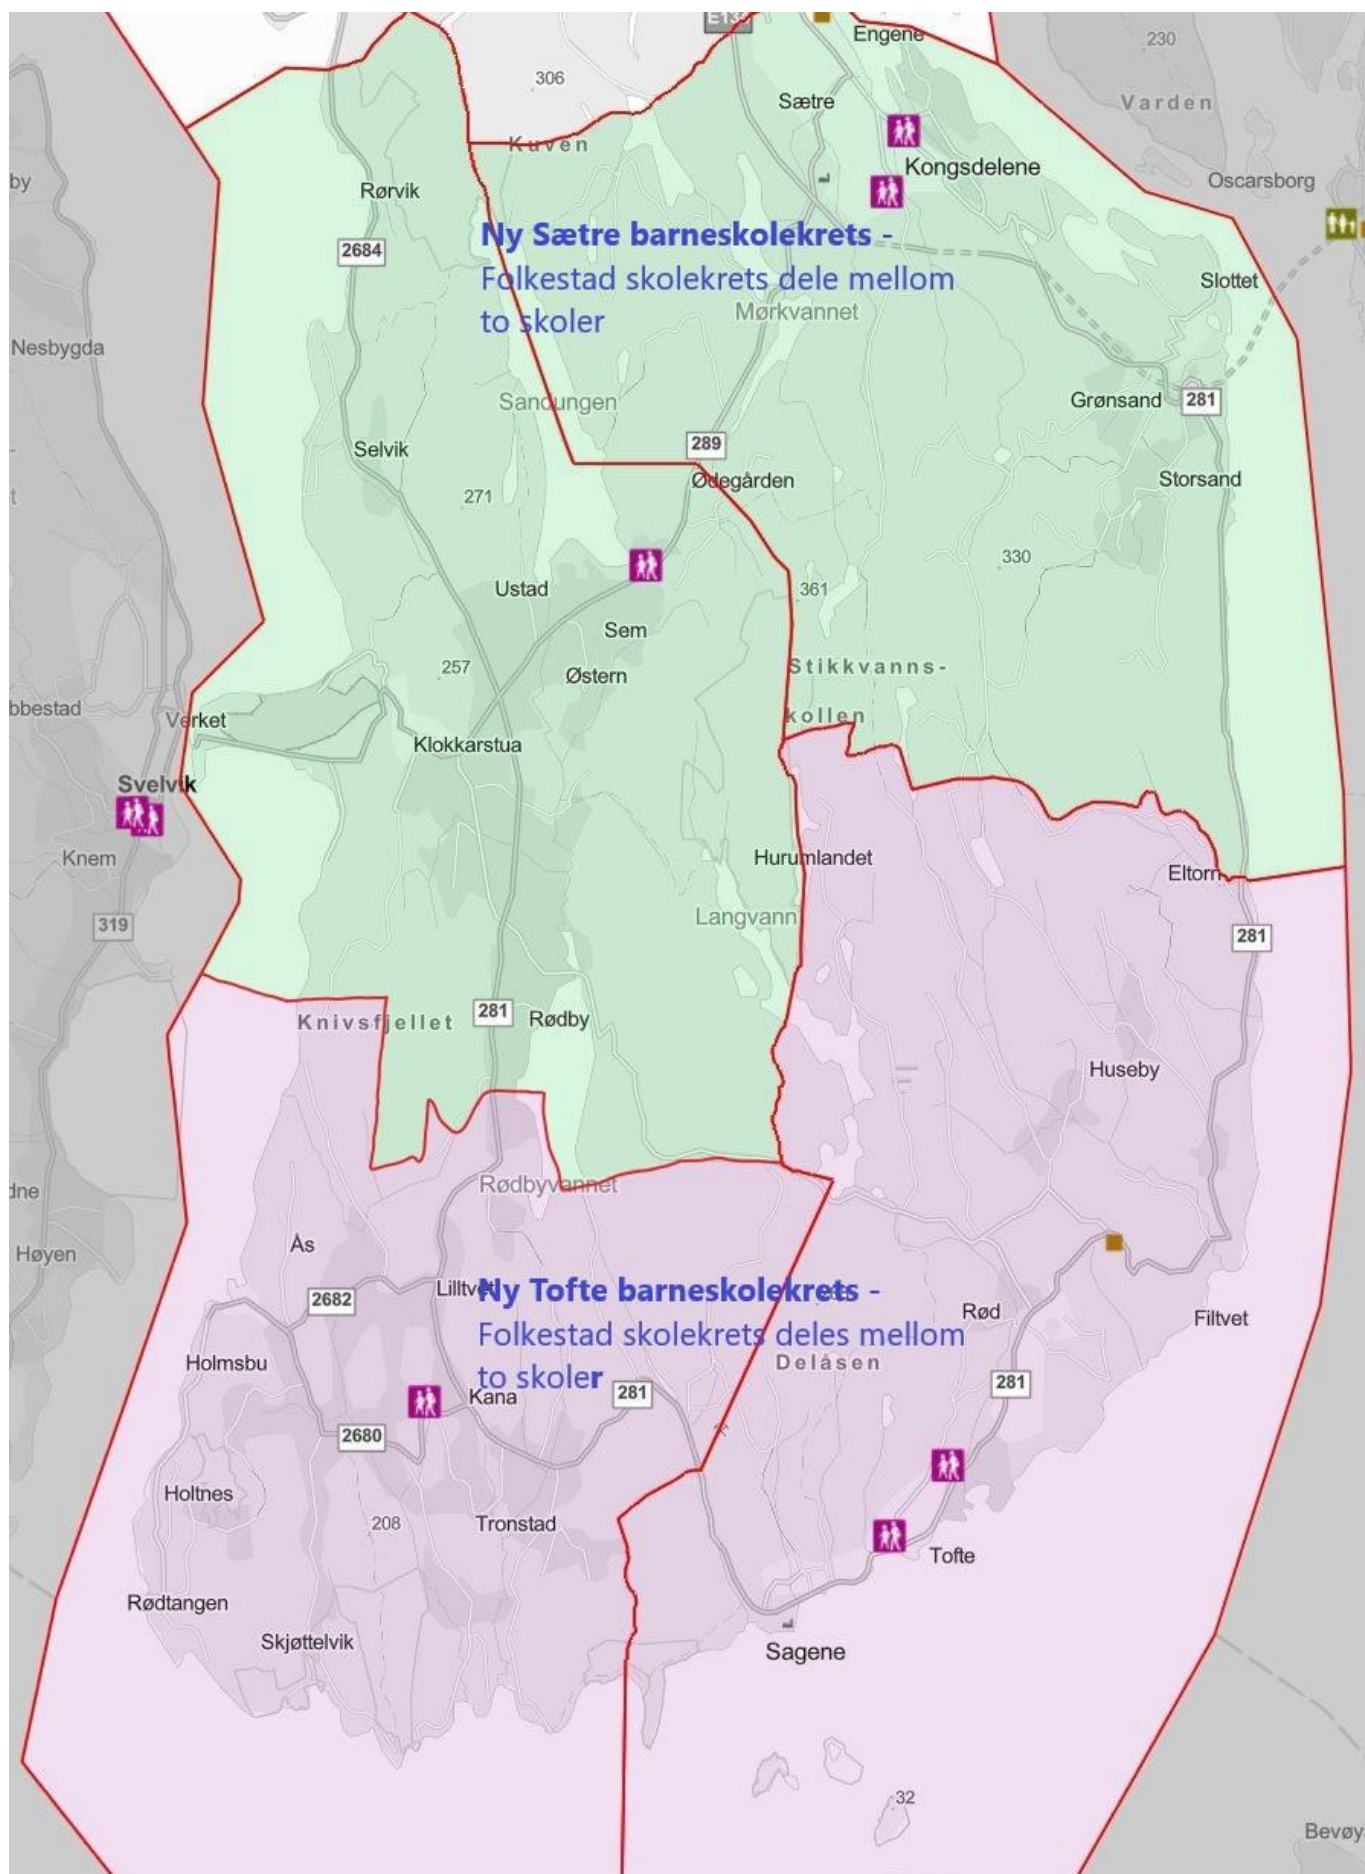 E134
Engene
230
306
Sætre
Varden
Kuven
Kongsdelene
by
Rørvik
Oscarsborg
2684
Ny Sætre barneskolekrets -
Folkestad skolekrets dele mellom
to skoler
Slottet
Mørkvannet
Nesbygda
Sandungen
Grønsand
281
Selvik
289
Ødegården
Storsand
271
330
Ustad
361
Sem
257
Østern
Stikkvanns-
kollen
bbestad
Verket
Klokkarstua
Svelvik
Knem
Hurumlandet
Eltorn
Langvann
319
281
Knivsfjellet
281
Rødby
Huseby
dne
Rødbyvannet
Høyen
Ås
Lilltvet
2682
Ny Tofte barneskolekrets -
Folkestad skolekrets deles mellom
to skoler
Rød
Filtvet
Holmsbu
Delåsen
Kana
281
281
2680
Holtnes
208
Tronstad
Tofte
Rødtangen
Skjøttelvik
Sagene
32
Bevøy